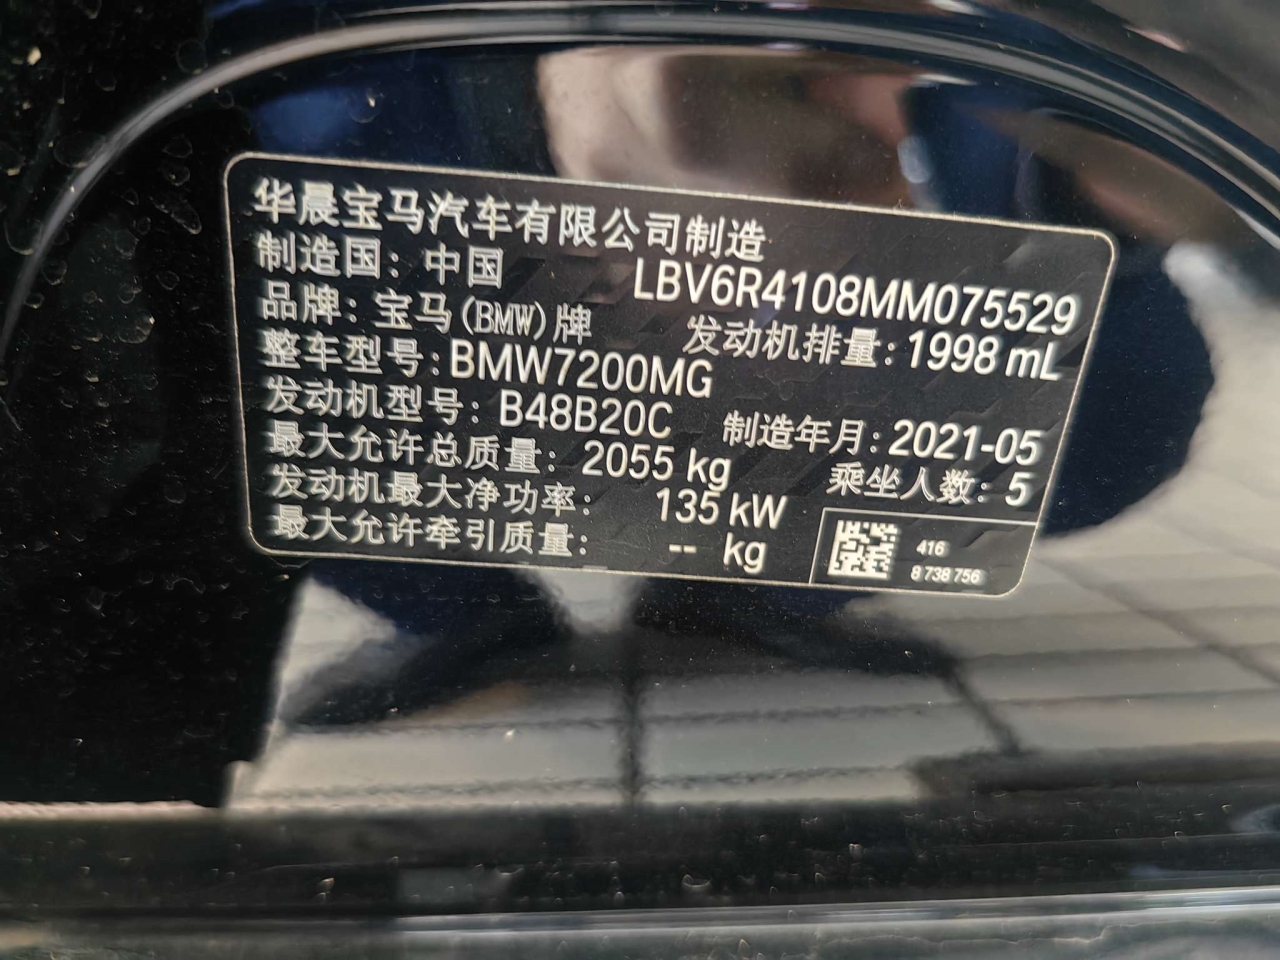 华晨宝马汽车有限公司制造
制造国：中国 LBV6R4108MM075529
品牌：宝马(BMW)牌 发动机排量：1998 mL
整车型号：BMW7200MG
发动机型号：B48B20C 制造年月：2021-05
最大允许总质量：2055 kg 乘坐人数：5
发动机最大净功率：135 kW
最大允许牵引质量：-- kg
416
8 738 756